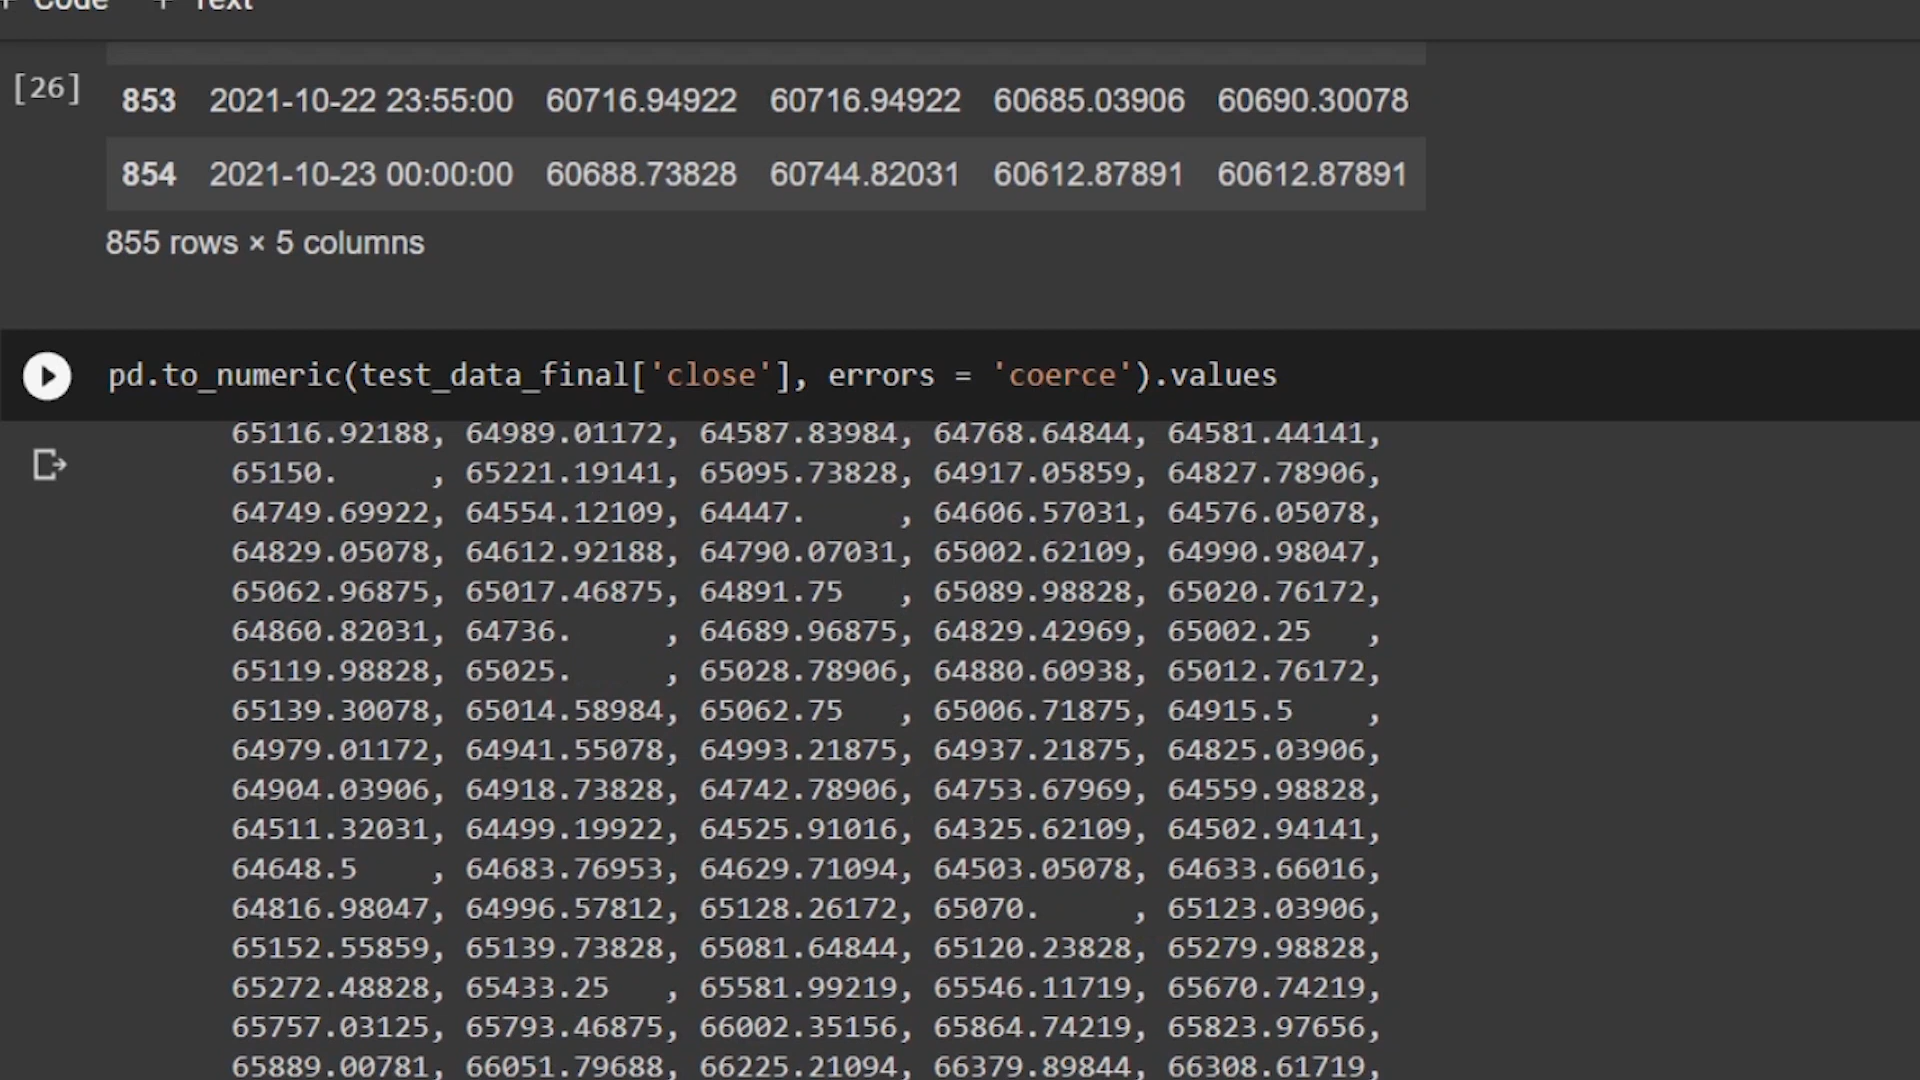 + Code + Text
[26] 853 2021-10-22 23:55:00 60716.94922 60716.94922 60685.03906 60690.30078
854 2021-10-23 00:00:00 60688.73828 60744.82031 60612.87891 60612.87891
855 rows × 5 columns
pd.to_numeric(test_data_final['close'], errors = 'coerce').values
65116.92188, 64989.01172, 64587.83984, 64768.64844, 64581.44141,
65150.     , 65221.19141, 65095.73828, 64917.05859, 64827.78906,
64749.69922, 64554.12109, 64447.     , 64606.57031, 64576.05078,
64829.05078, 64612.92188, 64790.07031, 65002.62109, 64990.98047,
65062.96875, 65017.46875, 64891.75   , 65089.98828, 65020.76172,
64860.82031, 64736.     , 64689.96875, 64829.42969, 65002.25   ,
65119.98828, 65025.     , 65028.78906, 64880.60938, 65012.76172,
65139.30078, 65014.58984, 65062.75   , 65006.71875, 64915.5    ,
64979.01172, 64941.55078, 64993.21875, 64937.21875, 64825.03906,
64904.03906, 64918.73828, 64742.78906, 64753.67969, 64559.98828,
64511.32031, 64499.19922, 64525.91016, 64325.62109, 64502.94141,
64648.5    , 64683.76953, 64629.71094, 64503.05078, 64633.66016,
64816.98047, 64996.57812, 65128.26172, 65070.     , 65123.03906,
65152.55859, 65139.73828, 65081.64844, 65120.23828, 65279.98828,
65272.48828, 65433.25   , 65581.99219, 65546.11719, 65670.74219,
65757.03125, 65793.46875, 66002.35156, 65864.74219, 65823.97656,
65889.00781, 66051.79688, 66225.21094, 66379.89844, 66308.61719,